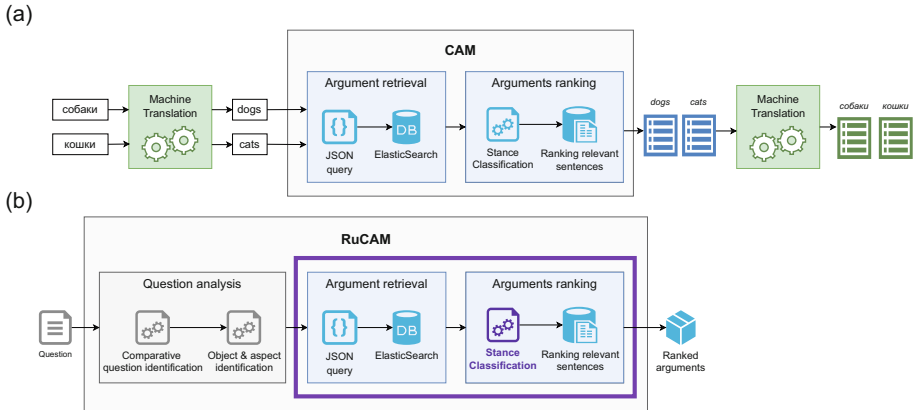 (a)
CAM
Argument retrieval
Arguments ranking
собаки
кошки
Machine
Translation
dogs
cats
{}
JSON
query
DB
ElasticSearch
Stance
Classification
Ranking relevant
sentences
dogs
cats
Machine
Translation
собаки
кошки
(b)
RuCAM
Question analysis
Argument retrieval
Arguments ranking
Question
Comparative
question identification
Object & aspect
identification
{}
JSON
query
DB
ElasticSearch
Stance
Classification
Ranking relevant
sentences
Ranked
arguments